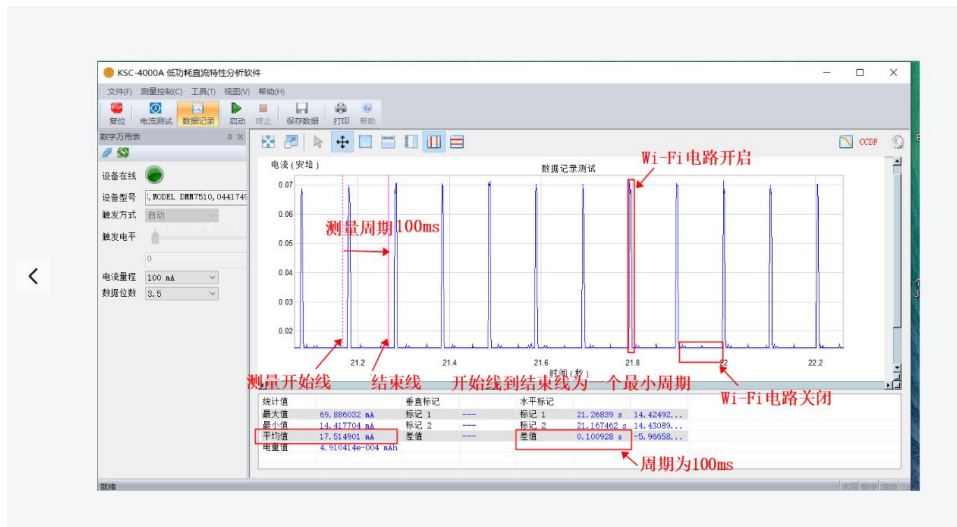 KSC-4000A 低功耗直流特性分析软件
文件(F) 测量控制(C) 工具(T) 视图(V) 帮助(H)
复位 电流测试 数据记录 启动 终止 保存数据 打印 帮助
数字万用表
CCDF
设备在线
设备型号 MODEL DMM7510,0441749
触发方式 自动
触发电平
0
电流量程 100 mA
数据位数 3.5
电流(安培)
数据记录测试
Wi-Fi电路开启
0.07
0.06
测量周期100ms
0.05
0.04
0.03
0.02
21.2 21.4 21.6 21.8 22 22.2
时间(秒)
测量开始线 结束线 开始线到结束线为一个最小周期
Wi-Fi电路关闭
统计值 垂直标记 水平标记
最大值 69.886032 mA 标记 1 --- 标记 1 21.26839 s 14.42492...
最小值 14.417704 mA 标记 2 --- 标记 2 21.167462 s 14.43089...
平均值 17.514901 mA 差值 --- 差值 0.100928 s -5.96658...
电量值 4.910414e-004 mAh
周期为100ms
就绪
大写 数字